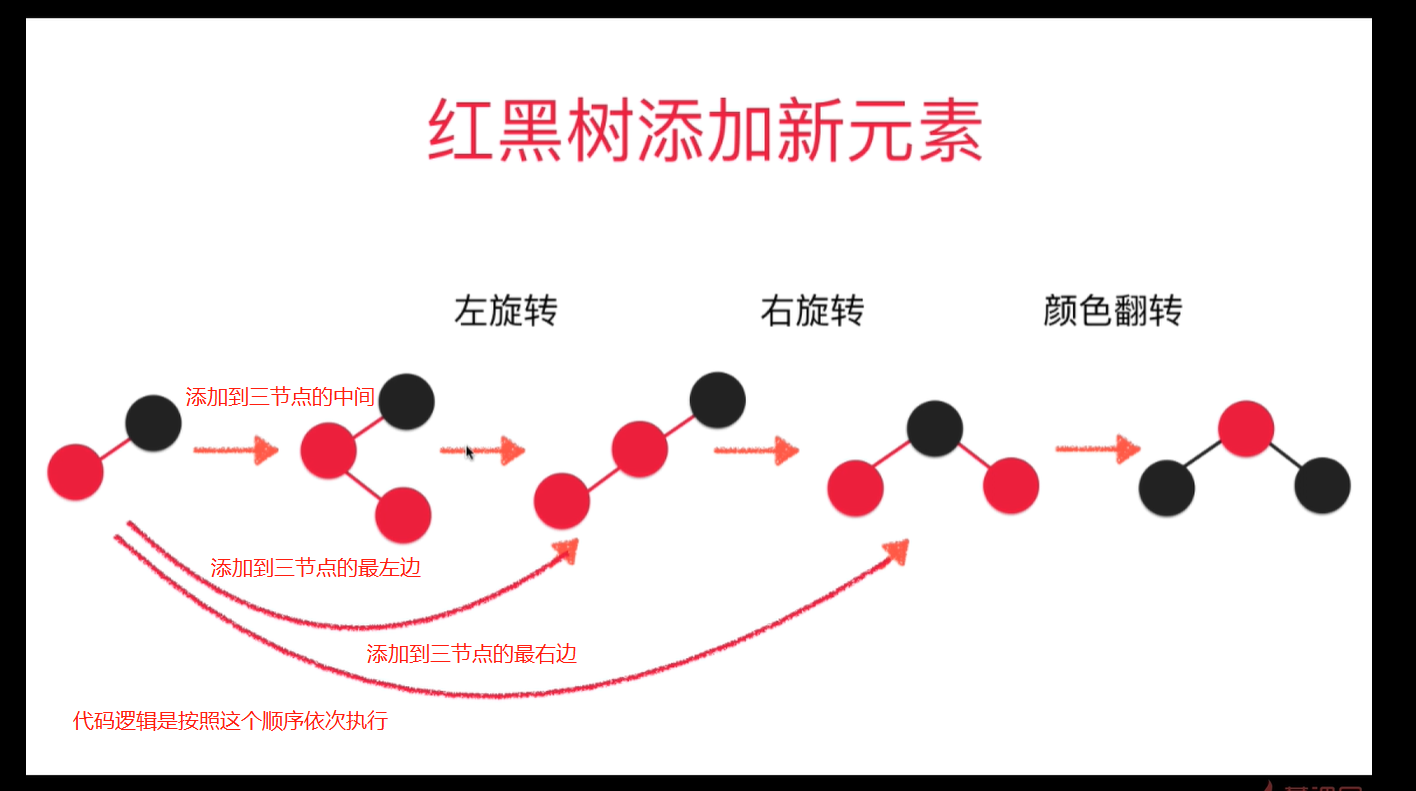 红黑树添加新元素
左旋转
右旋转
颜色翻转
添加到三节点的中间
添加到三节点的最左边
添加到三节点的最右边
代码逻辑是按照这个顺序依次执行